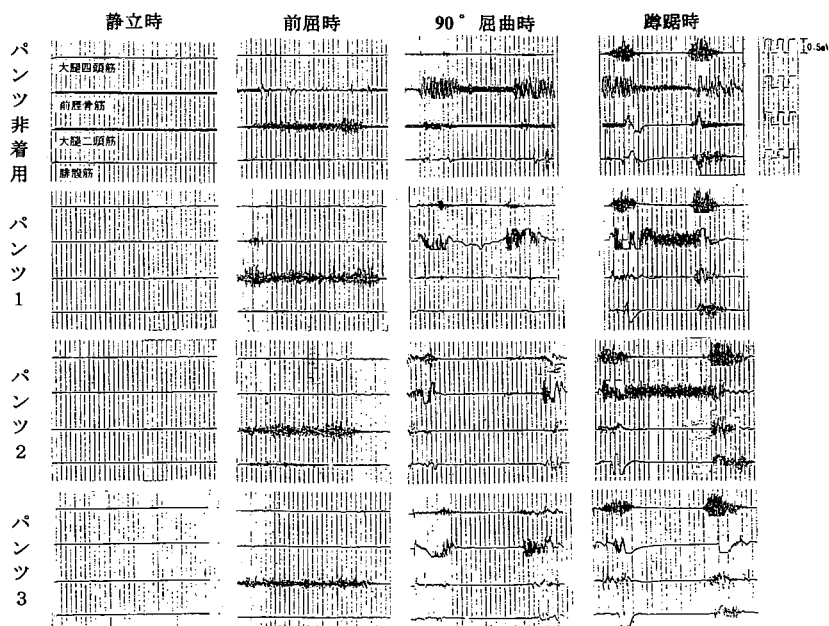 静立時
前屈時
90° 屈曲時
蹲踞時
パンツ非着用
大腿四頭筋
前脛骨筋
大腿二頭筋
腓腹筋
パンツ1
パンツ2
パンツ3